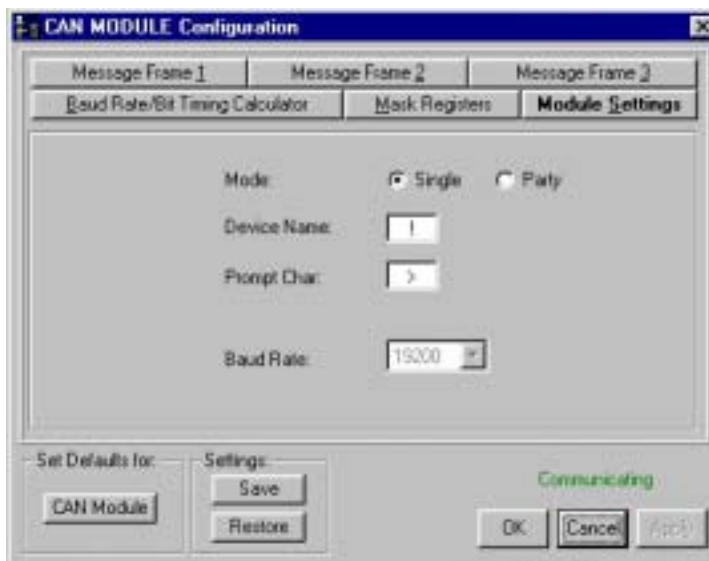 CAN MODULE Configuration
Message Frame 1 Message Frame 2 Message Frame 3
Baud Rate/Bit Timing Calculator Mask Registers Module Settings
Mode: Single Party
Device Name: !
Prompt Char: >
Baud Rate: 19200
Set Defaults for: Settings:
CAN Module Save
Restore
Communicating
OK Cancel Apply